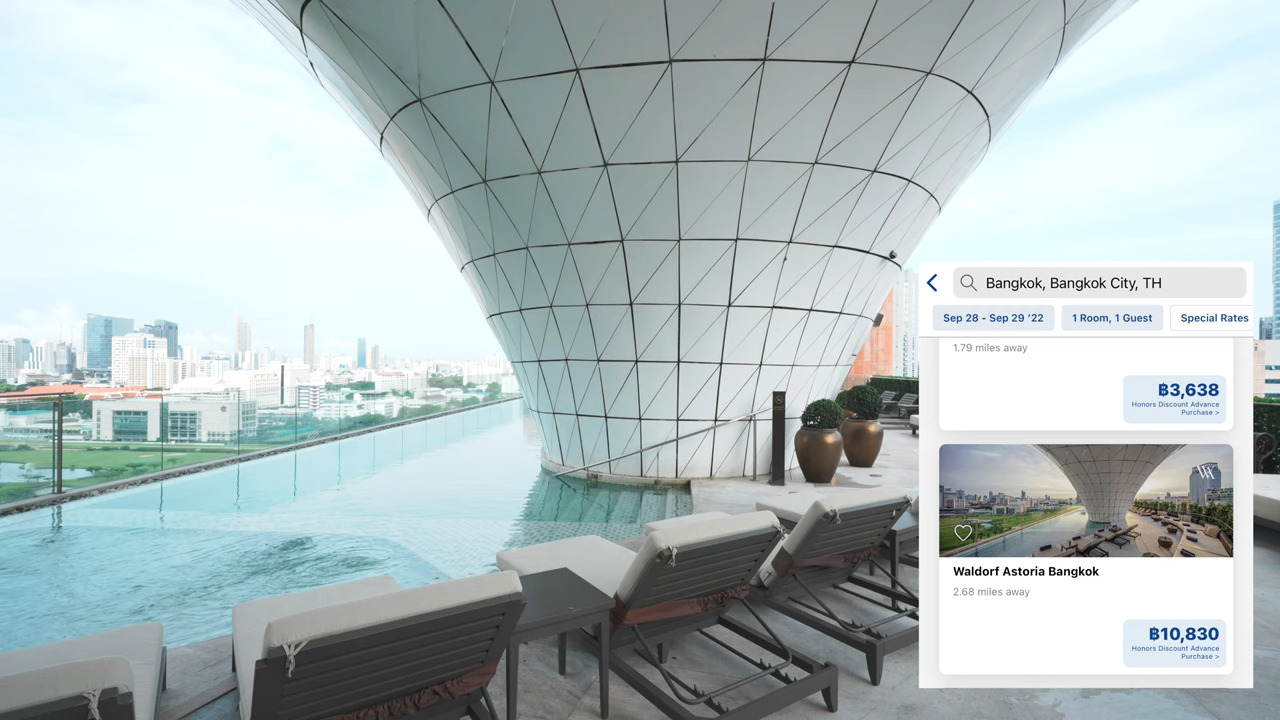 Bangkok, Bangkok City, TH
Sep 28 - Sep 29 '22
1 Room, 1 Guest
Special Rates
1.79 miles away
฿3,638
Honors Discount Advance
Purchase >
Waldorf Astoria Bangkok
2.68 miles away
฿10,830
Honors Discount Advance
Purchase >